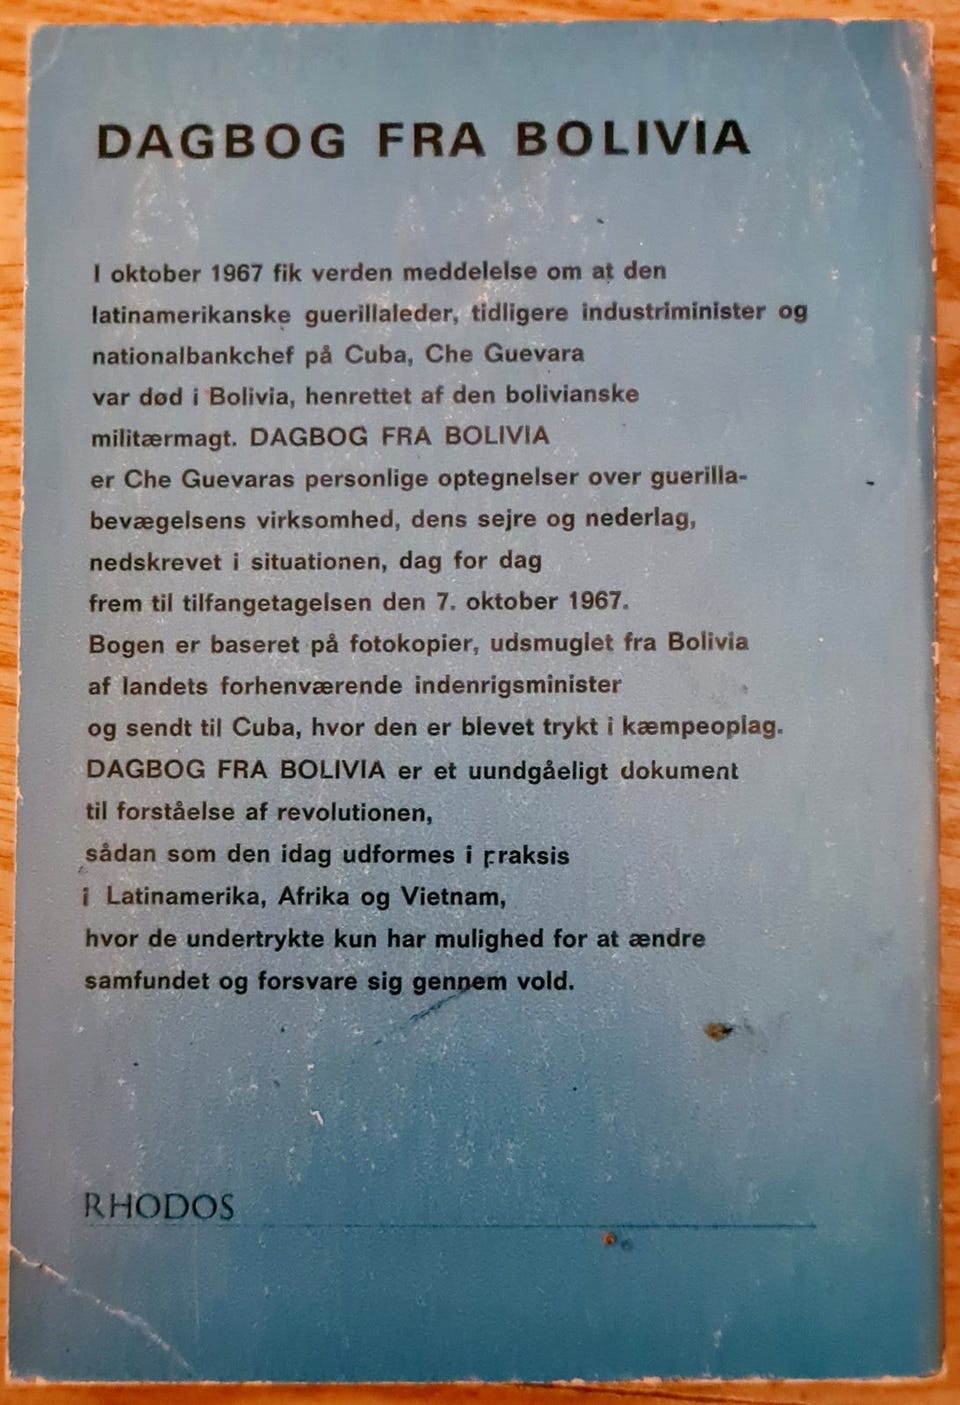 DAGBOG FRA BOLIVIA
I oktober 1967 fik verden meddelelse om at den
latinamerikanske guerillaleder, tidligere industriminister og
nationalbankchef på Cuba, Che Guevara
var død i Bolivia, henrettet af den bolivianske
militærmagt. DAGBOG FRA BOLIVIA
er Che Guevaras personlige optegnelser over guerilla-
bevægelsens virksomhed, dens sejre og nederlag,
nedskrevet i situationen, dag for dag
frem til tilfangetagelsen den 7. oktober 1967.
Bogen er baseret på fotokopier, udsmuglet fra Bolivia
af landets forhenværende indenrigsminister
og sendt til Cuba, hvor den er blevet trykt i kæmpeoplag.
DAGBOG FRA BOLIVIA er et uundgåeligt dokument
til forståelse af revolutionen,
sådan som den idag udformes i praksis
i Latinamerika, Afrika og Vietnam,
hvor de undertrykte kun har mulighed for at ændre
samfundet og forsvare sig gennem vold.
RHODOS